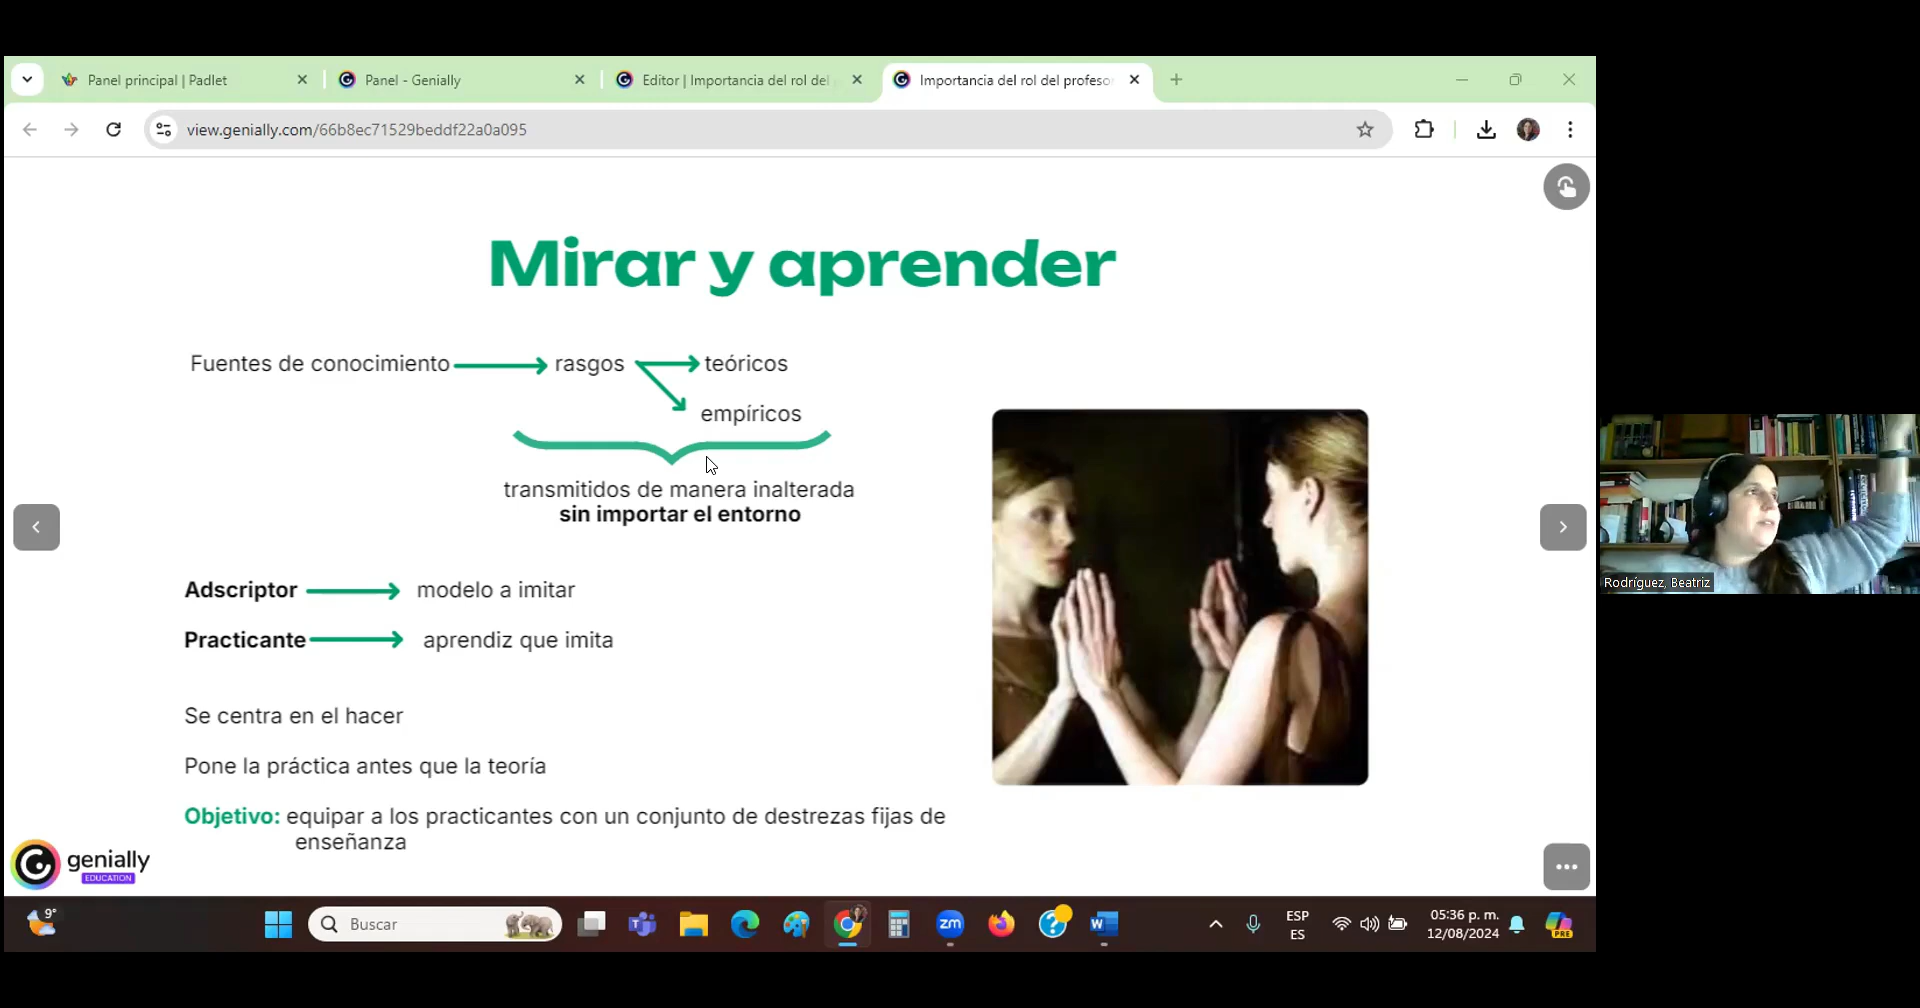 Panel principal | Padlet
Panel - Genially
Editor | Importancia del rol del
Importancia del rol del profesor
view.genially.com/66b8ec71529beddf22a0a095
Mirar y aprender
Fuentes de conocimiento rasgos teóricos
empíricos
transmitidos de manera inalterada
sin importar el entorno
Adscriptor modelo a imitar
Practicante aprendiz que imita
Se centra en el hacer
Pone la práctica antes que la teoría
Objetivo: equipar a los practicantes con un conjunto de destrezas fijas de
enseñanza
genially
EDUCATION
Rodríguez, Beatriz
9°
Buscar
zm
W
PRE
ESP
ES
05:36 p. m.
12/08/2024